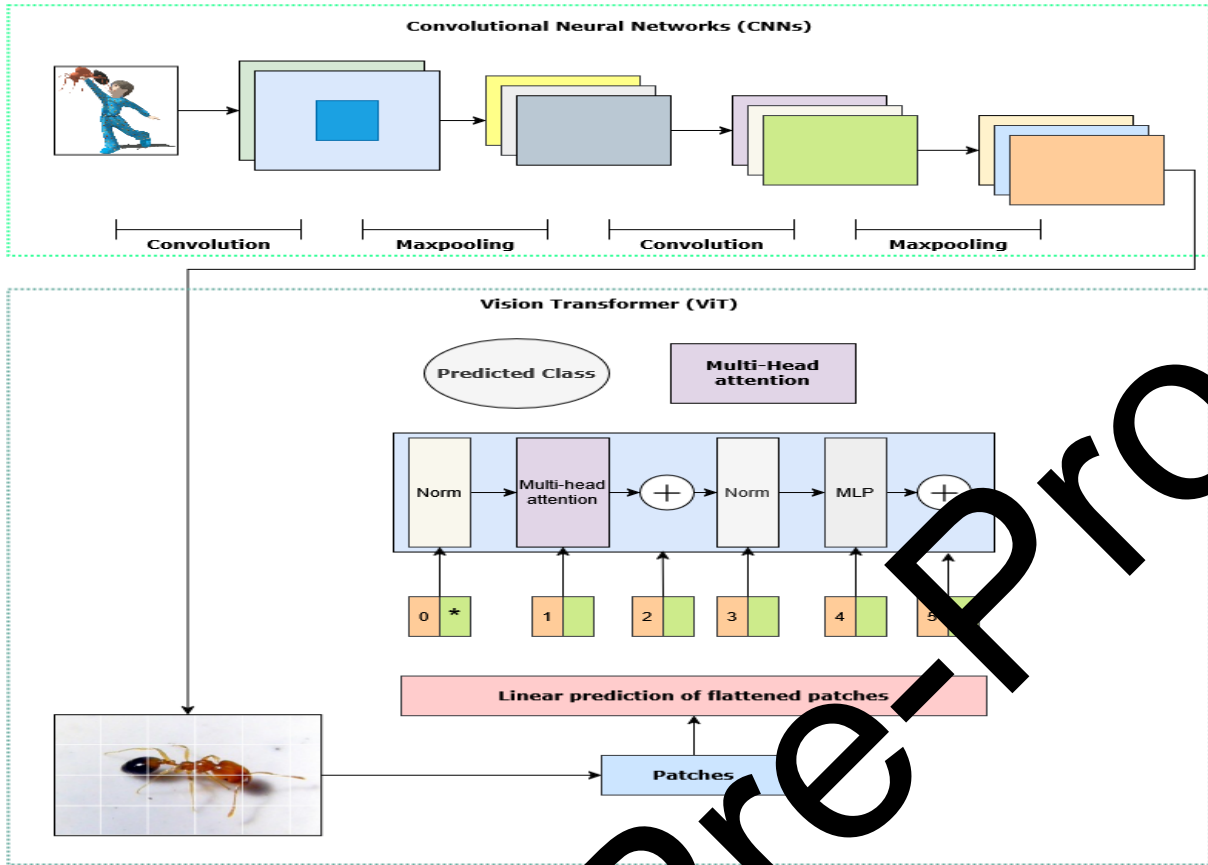 Convolutional Neural Networks (CNNs)
Convolution
Maxpooling
Convolution
Maxpooling
Vision Transformer (ViT)
Predicted Class
Multi-Head
attention
Norm
Multi-head
attention
+
Norm
MLP
+
0 *
1
2
3
4
5
Linear prediction of flattened patches
Patches
Pre-Pro